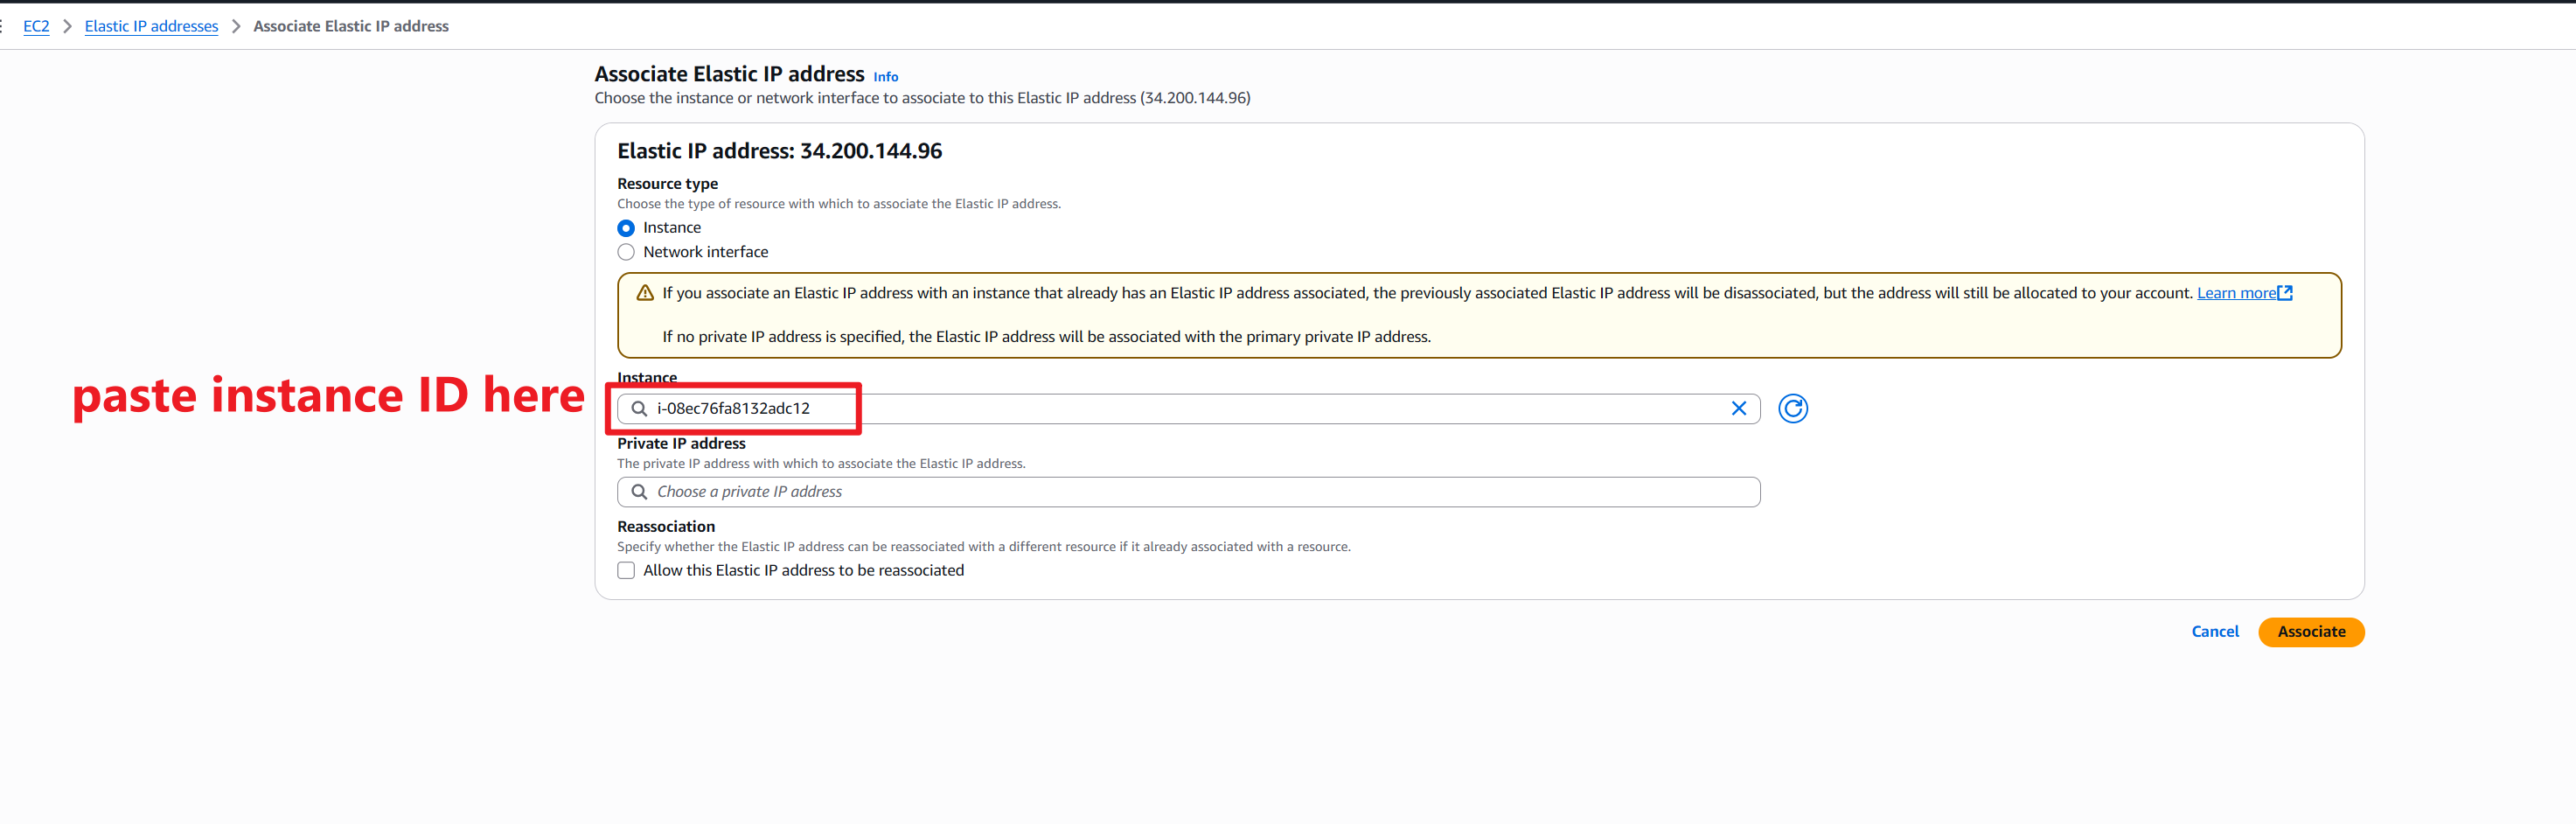 EC2 > Elastic IP addresses > Associate Elastic IP address
Associate Elastic IP address Info
Choose the instance or network interface to associate to this Elastic IP address (34.200.144.96)
Elastic IP address: 34.200.144.96
Resource type
Choose the type of resource with which to associate the Elastic IP address.
Instance
Network interface
If you associate an Elastic IP address with an instance that already has an Elastic IP address associated, the previously associated Elastic IP address will be disassociated, but the address will still be allocated to your account. Learn more
If no private IP address is specified, the Elastic IP address will be associated with the primary private IP address.
Instance
paste instance ID here
i-08ec76fa8132adc12
Private IP address
The private IP address with which to associate the Elastic IP address.
Choose a private IP address
Reassociation
Specify whether the Elastic IP address can be reassociated with a different resource if it already associated with a resource.
Allow this Elastic IP address to be reassociated
Cancel Associate